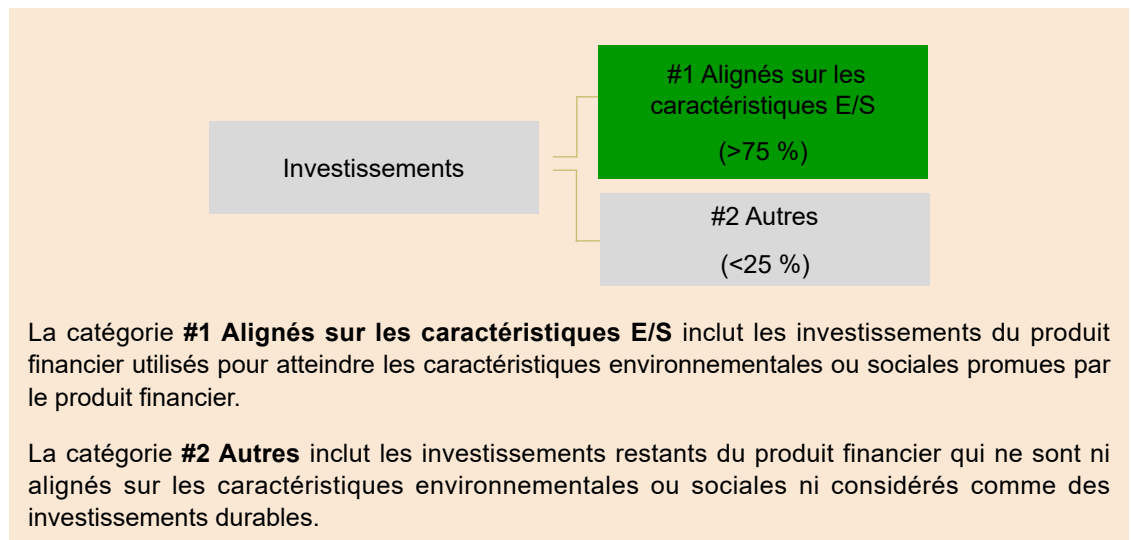 #1 Alignés sur les
caractéristiques E/S
(>75 %)
Investissements
#2 Autres
(<25 %)
La catégorie #1 Alignés sur les caractéristiques E/S inclut les investissements du produit
financier utilisés pour atteindre les caractéristiques environnementales ou sociales promues par
le produit financier.
La catégorie #2 Autres inclut les investissements restants du produit financier qui ne sont ni
alignés sur les caractéristiques environnementales ou sociales ni considérés comme des
investissements durables.